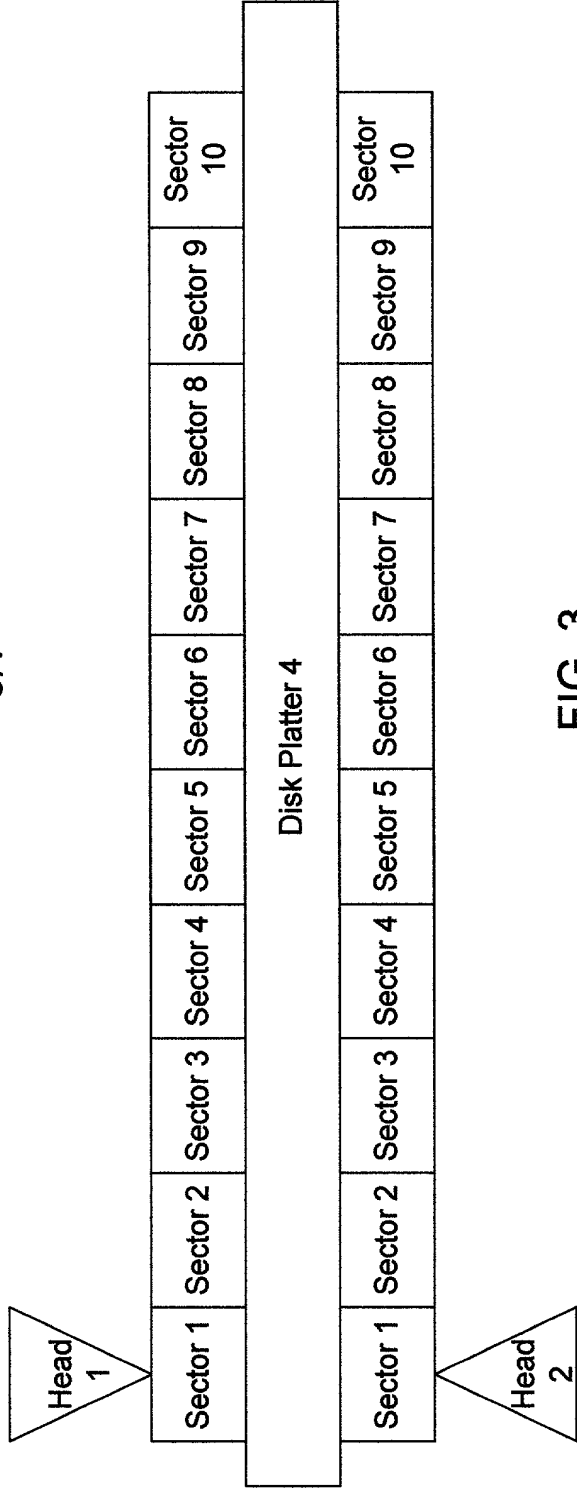 Head
1
Sector 1
Sector 2
Sector 3
Sector 4
Sector 5
Sector 6
Sector 7
Sector 8
Sector 9
Sector
10
Disk Platter 4
Sector 1
Sector 2
Sector 3
Sector 4
Sector 5
Sector 6
Sector 7
Sector 8
Sector 9
Sector
10
Head
2
FIG